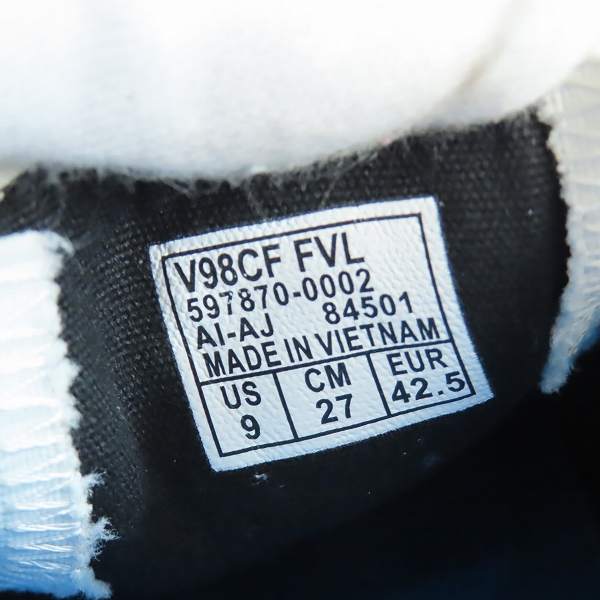 V98CF FVL
597870-0002
AI-AJ 84501
MADE IN VIETNAM
US CM EUR
9 27 42.5